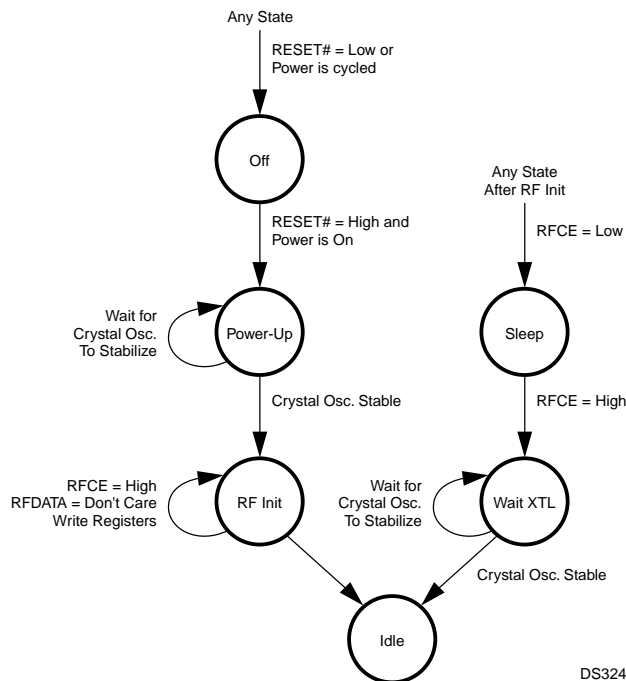 Any State
RESET# = Low or
Power is cycled
Off
RESET# = High and
Power is On
Wait for
Crystal Osc.
To Stabilize
Power-Up
Crystal Osc. Stable
RFCE = High
RFDATA = Don't Care
Write Registers
RF Init
Any State
After RF Init
RFCE = Low
Sleep
RFCE = High
Wait for
Crystal Osc.
To Stabilize
Wait XTL
Crystal Osc. Stable
Idle
DS324